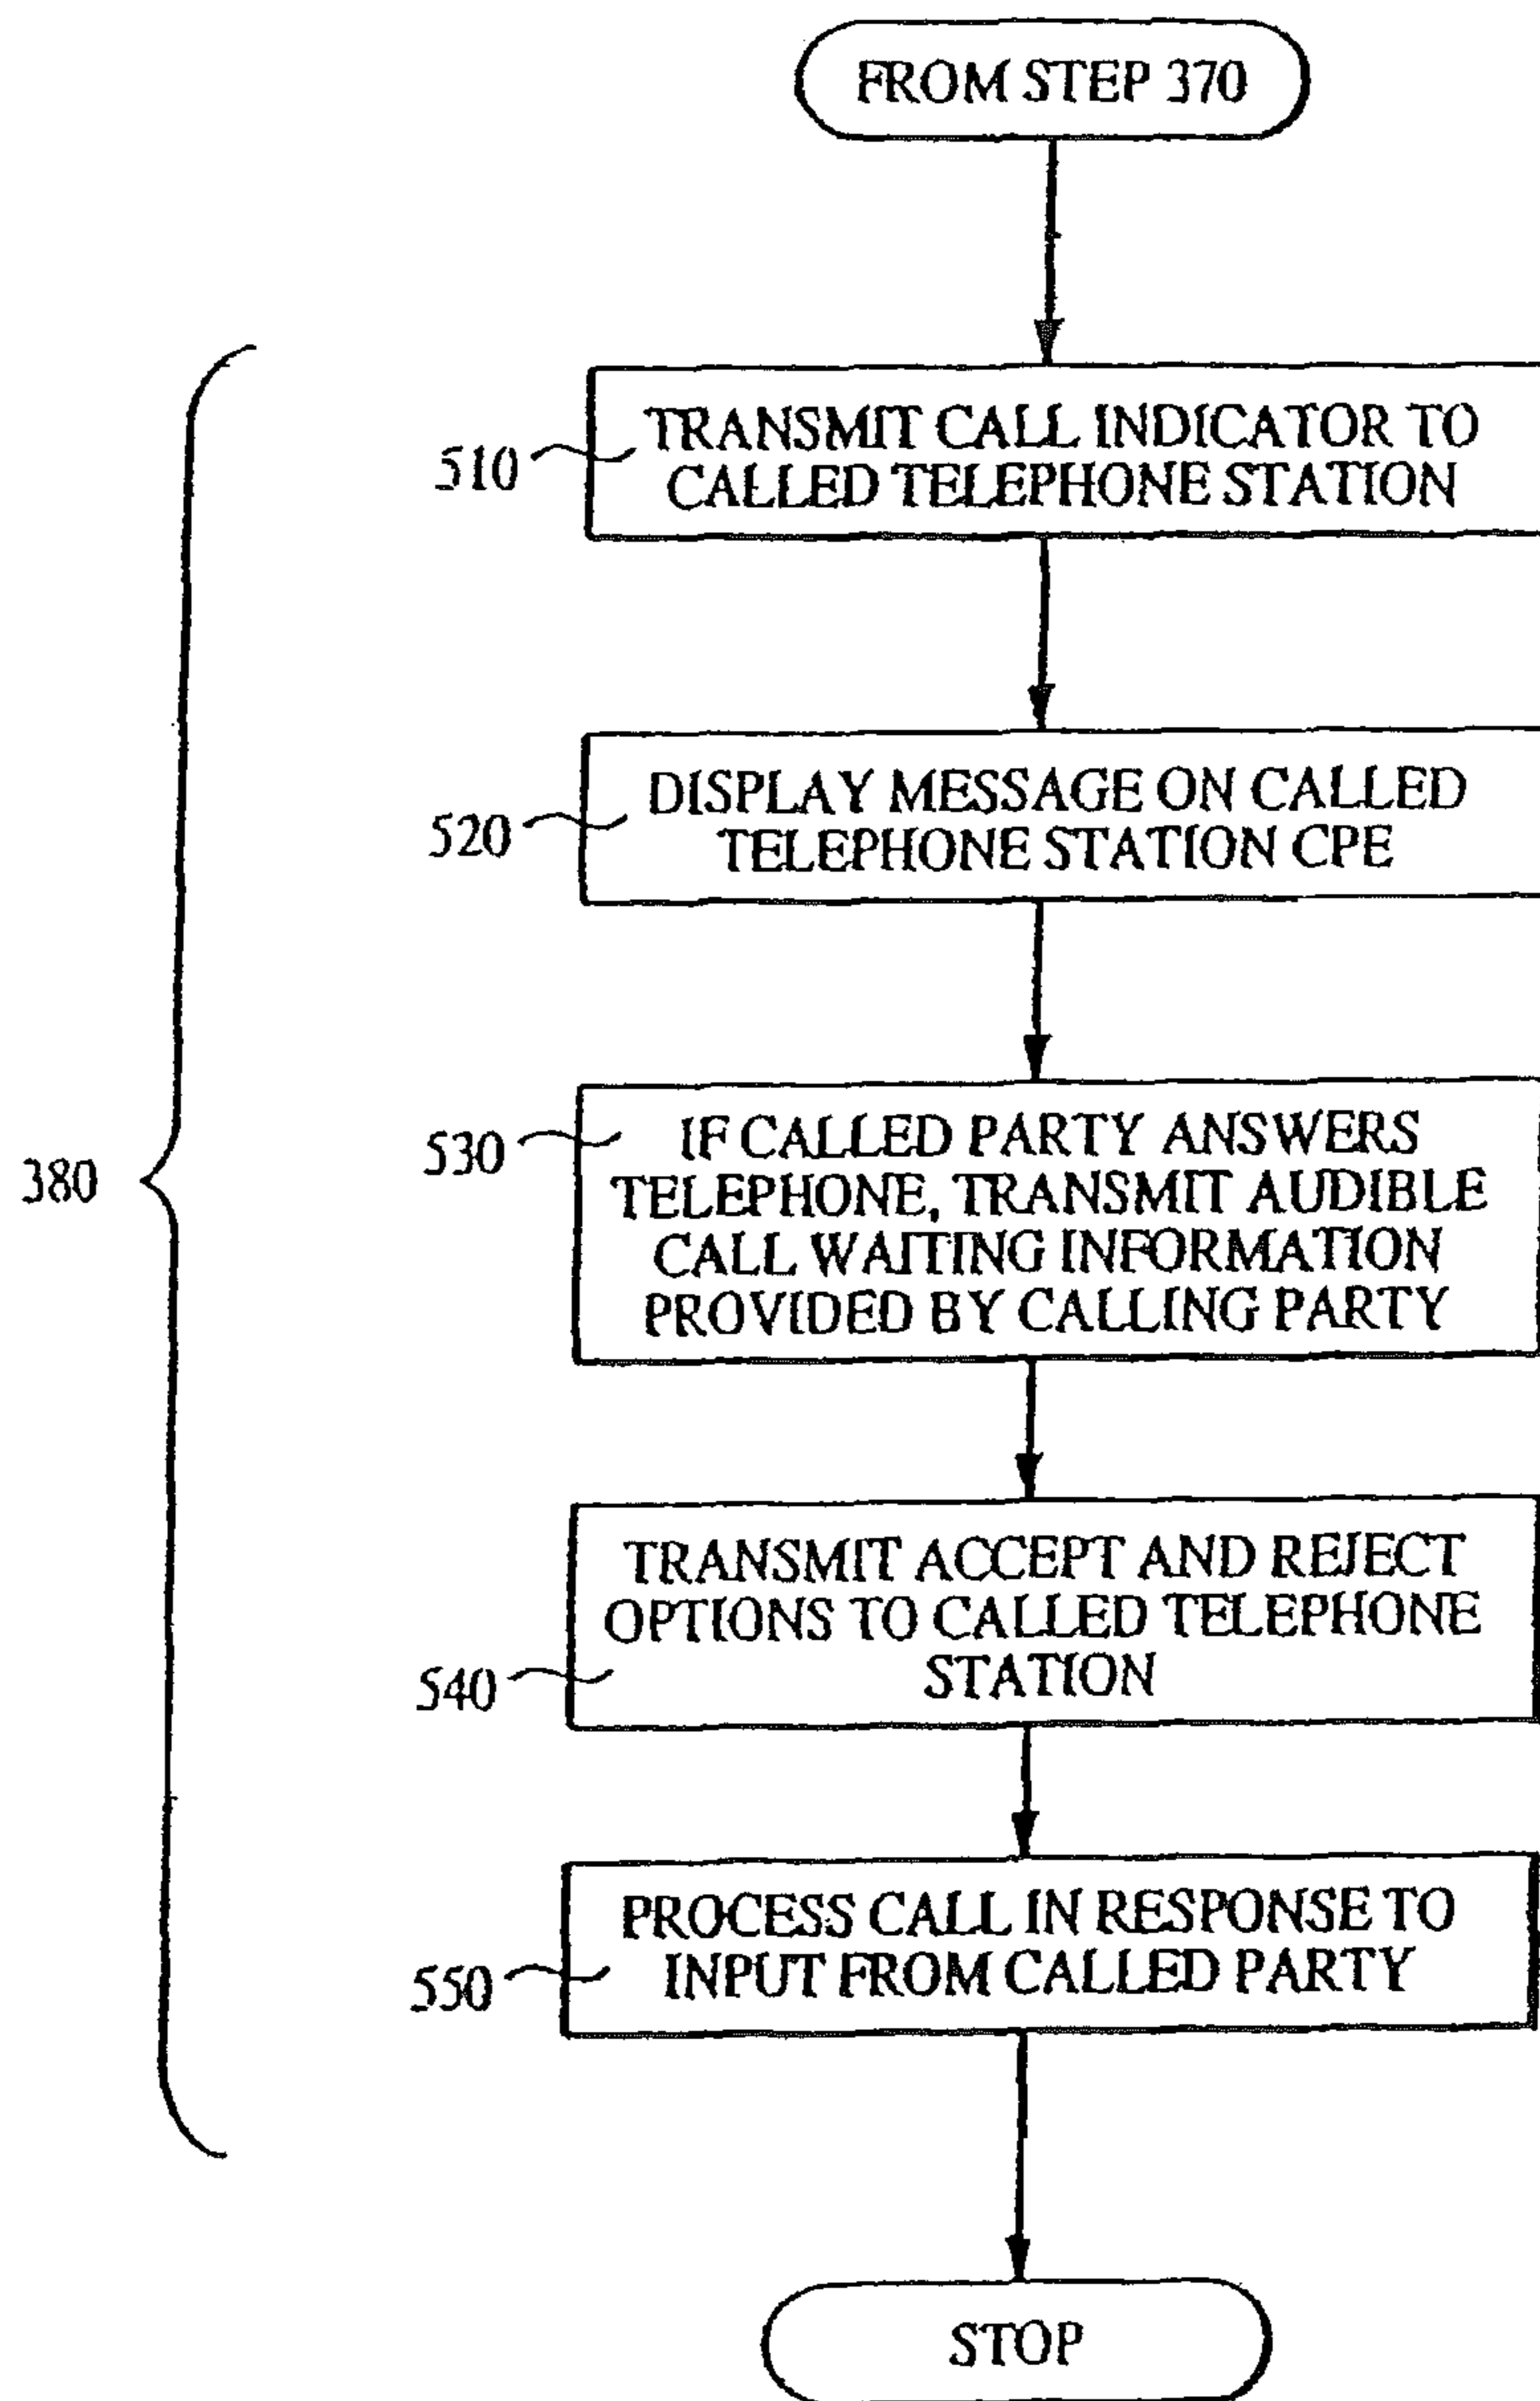 FROM STEP 370
510
TRANSMIT CALL INDICATOR TO
CALLED TELEPHONE STATION
520
DISPLAY MESSAGE ON CALLED
TELEPHONE STATION CPE
380
530
IF CALLED PARTY ANSWERS
TELEPHONE, TRANSMIT AUDIBLE
CALL WAITING INFORMATION
PROVIDED BY CALLING PARTY
540
TRANSMIT ACCEPT AND REJECT
OPTIONS TO CALLED TELEPHONE
STATION
550
PROCESS CALL IN RESPONSE TO
INPUT FROM CALLED PARTY
STOP